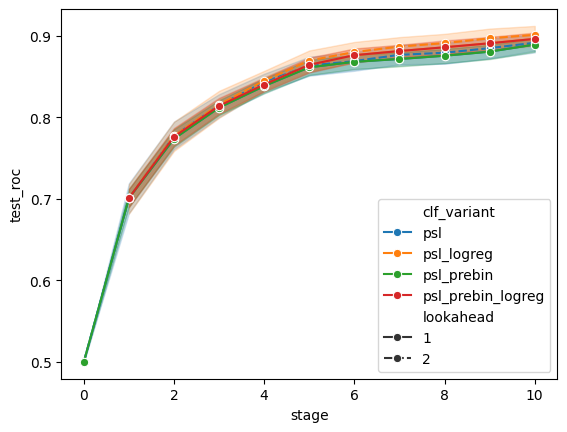 0.9
0.8
0.7
0.6
0.5
test_roc
0 2 4 6 8 10
stage
clf_variant
psl
psl_logreg
psl_prebin
psl_prebin_logreg
lookahead
1
2